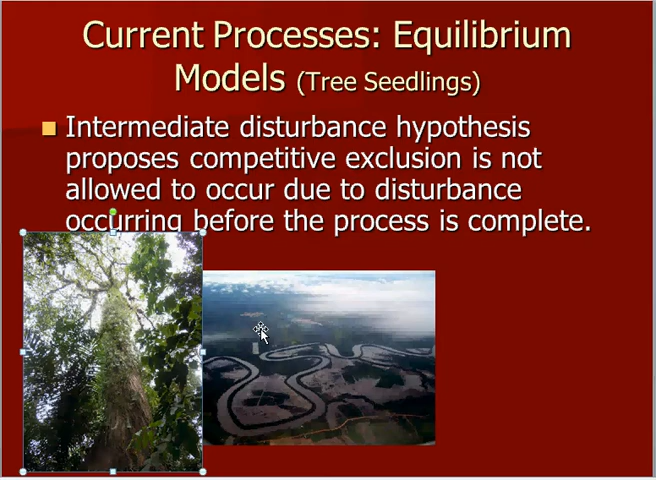 Current Processes: Equilibrium
Models (Tree Seedlings)
Intermediate disturbance hypothesis
proposes competitive exclusion is not
allowed to occur due to disturbance
occurring before the process is complete.